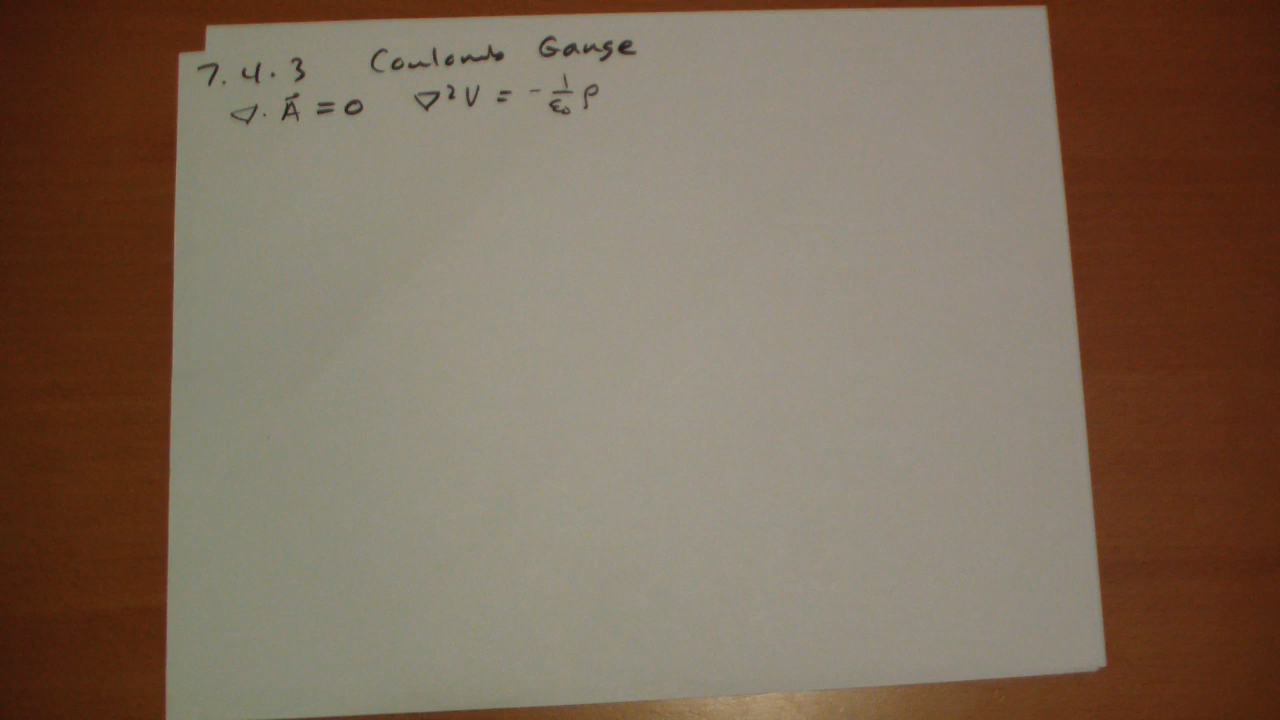 7.4.3 Coulomb Gauge
∇·A⃗ = 0 ∇²V = -1/ε₀ ρ